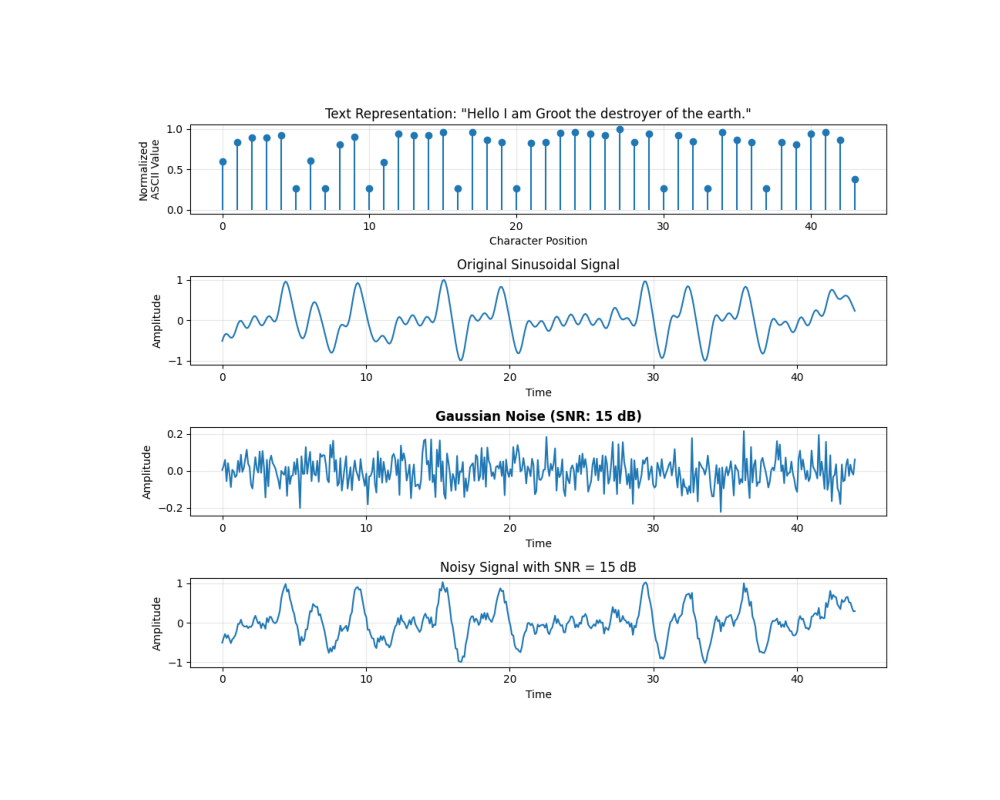 Text Representation: "Hello I am Groot the destroyer of the earth."
Normalized
ASCII Value
1.0
0.5
0.0
0 10 20 30 40
Character Position
Original Sinusoidal Signal
Amplitude
1
0
−1
0 10 20 30 40
Time
Gaussian Noise (SNR: 15 dB)
Amplitude
0.2
0.0
−0.2
0 10 20 30 40
Time
Noisy Signal with SNR = 15 dB
Amplitude
1
0
−1
0 10 20 30 40
Time